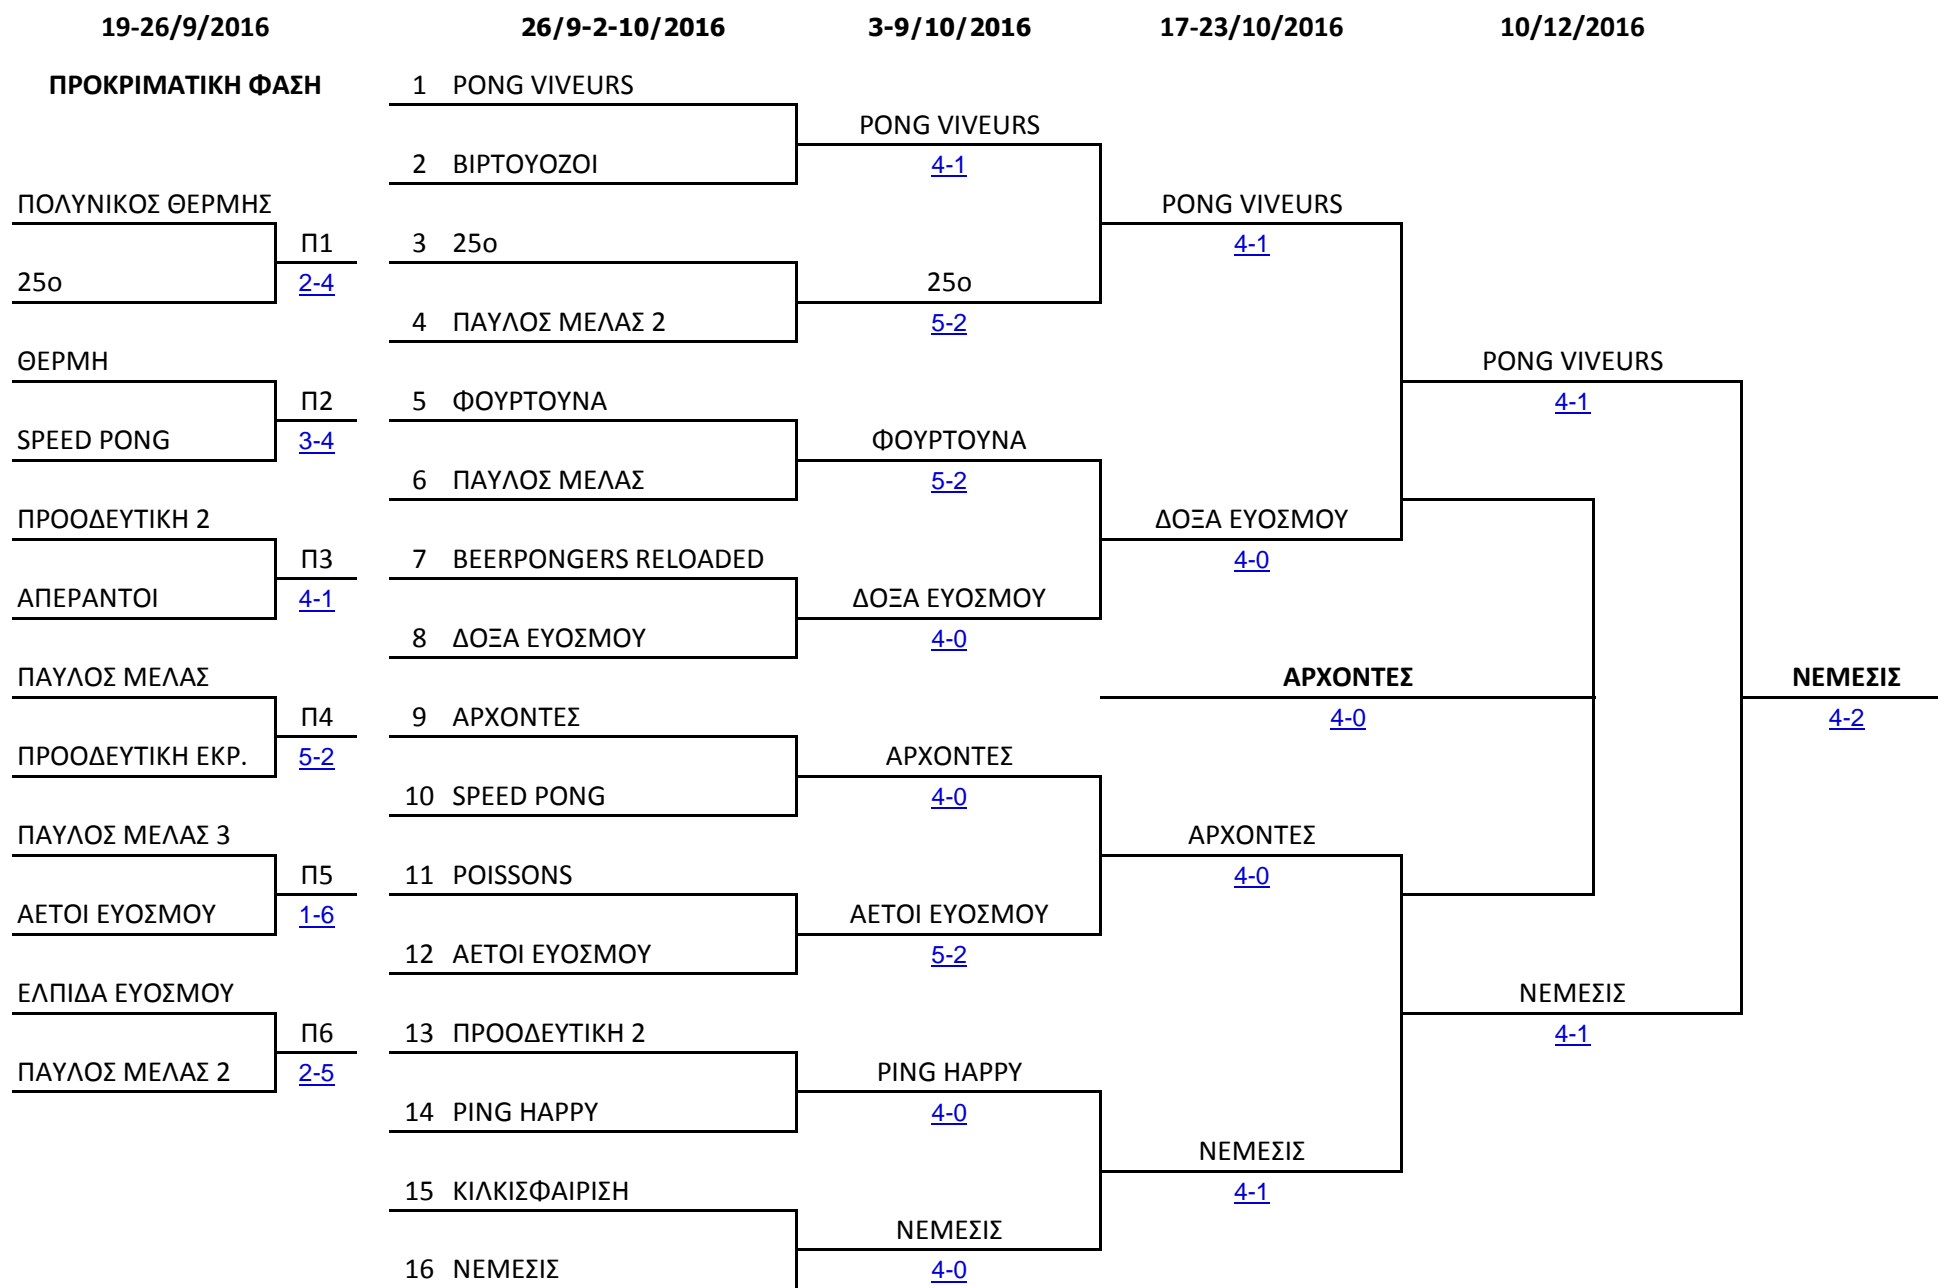 19-26/9/2016 26/9-2-10/2016 3-9/10/2016 17-23/10/2016 10/12/2016
ΠΡΟΚΡΙΜΑΤΙΚΗ ΦΑΣΗ 1 PONG VIVEURS
PONG VIVEURS
2 ΒΙΡΤΟΥΟΖΟΙ 4-1
ΠΟΛΥΝΙΚΟΣ ΘΕΡΜΗΣ PONG VIVEURS
Π1 3 25ο 4-1
25ο 2-4 25ο
4 ΠΑΥΛΟΣ ΜΕΛΑΣ 2 5-2
ΘΕΡΜΗ PONG VIVEURS
Π2 5 ΦΟΥΡΤΟΥΝΑ 4-1
SPEED PONG 3-4 ΦΟΥΡΤΟΥΝΑ
6 ΠΑΥΛΟΣ ΜΕΛΑΣ 5-2
ΠΡΟΟΔΕΥΤΙΚΗ 2 ΔΟΞΑ ΕΥΟΣΜΟΥ
Π3 7 BEERPONGERS RELOADED 4-0
ΑΠΕΡΑΝΤΟΙ 4-1 ΔΟΞΑ ΕΥΟΣΜΟΥ
8 ΔΟΞΑ ΕΥΟΣΜΟΥ 4-0
ΠΑΥΛΟΣ ΜΕΛΑΣ ΑΡΧΟΝΤΕΣ ΝΕΜΕΣΙΣ
Π4 9 ΑΡΧΟΝΤΕΣ 4-0 4-2
ΠΡΟΟΔΕΥΤΙΚΗ ΕΚΡ. 5-2 ΑΡΧΟΝΤΕΣ
10 SPEED PONG 4-0
ΠΑΥΛΟΣ ΜΕΛΑΣ 3 ΑΡΧΟΝΤΕΣ
Π5 11 POISSONS 4-0
ΑΕΤΟΙ ΕΥΟΣΜΟΥ 1-6 ΑΕΤΟΙ ΕΥΟΣΜΟΥ
12 ΑΕΤΟΙ ΕΥΟΣΜΟΥ 5-2
ΕΛΠΙΔΑ ΕΥΟΣΜΟΥ ΝΕΜΕΣΙΣ
Π6 13 ΠΡΟΟΔΕΥΤΙΚΗ 2 4-1
ΠΑΥΛΟΣ ΜΕΛΑΣ 2 2-5 PING HAPPY
14 PING HAPPY 4-0
ΝΕΜΕΣΙΣ
15 ΚΙΛΚΙΣΦΑΙΡΙΣΗ 4-1
ΝΕΜΕΣΙΣ
16 ΝΕΜΕΣΙΣ 4-0